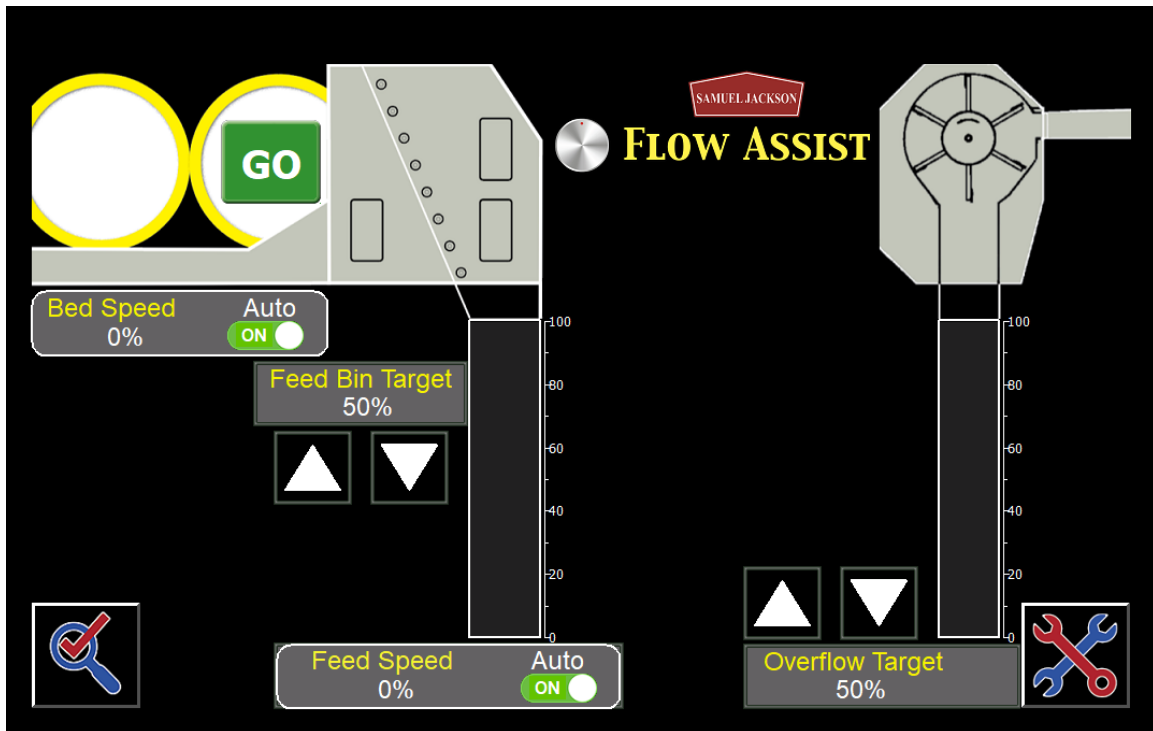 SAMUEL JACKSON
FLOW ASSIST
GO
Bed Speed
0%
Auto
ON
Feed Bin Target
50%
100
80
60
40
20
0
Feed Speed
0%
Auto
ON
100
80
60
40
20
0
Overflow Target
50%